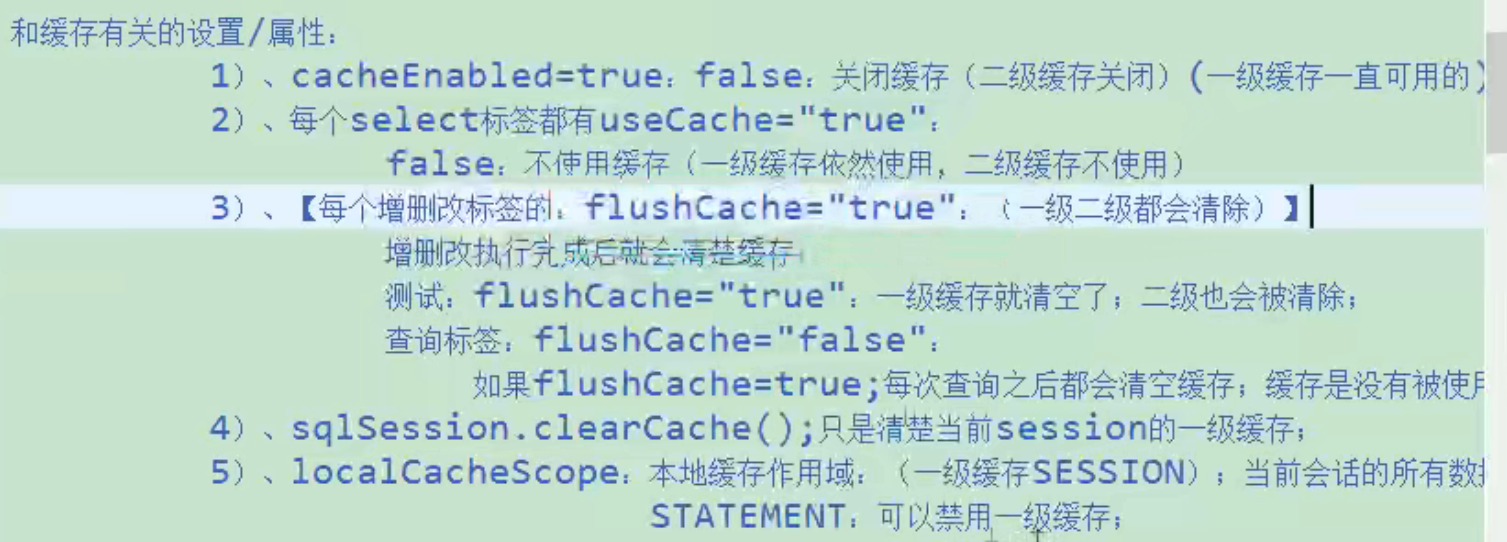 和缓存有关的设置/属性：
1）、cacheEnabled=true：false：关闭缓存（二级缓存关闭）(一级缓存一直可用的)
2）、每个select标签都有useCache="true"：
false：不使用缓存（一级缓存依然使用，二级缓存不使用）
3）、【每个增删改标签的：flushCache="true"：（一级二级都会清除）】
增删改执行完成后就会清楚缓存；
测试：flushCache="true"：一级缓存就清空了；二级也会被清除；
查询标签：flushCache="false"：
如果flushCache=true;每次查询之后都会清空缓存；缓存是没有被使用
4）、sqlSession.clearCache();只是清楚当前session的一级缓存；
5）、localCacheScope：本地缓存作用域：（一级缓存SESSION）；当前会话的所有数据
STATEMENT：可以禁用一级缓存；